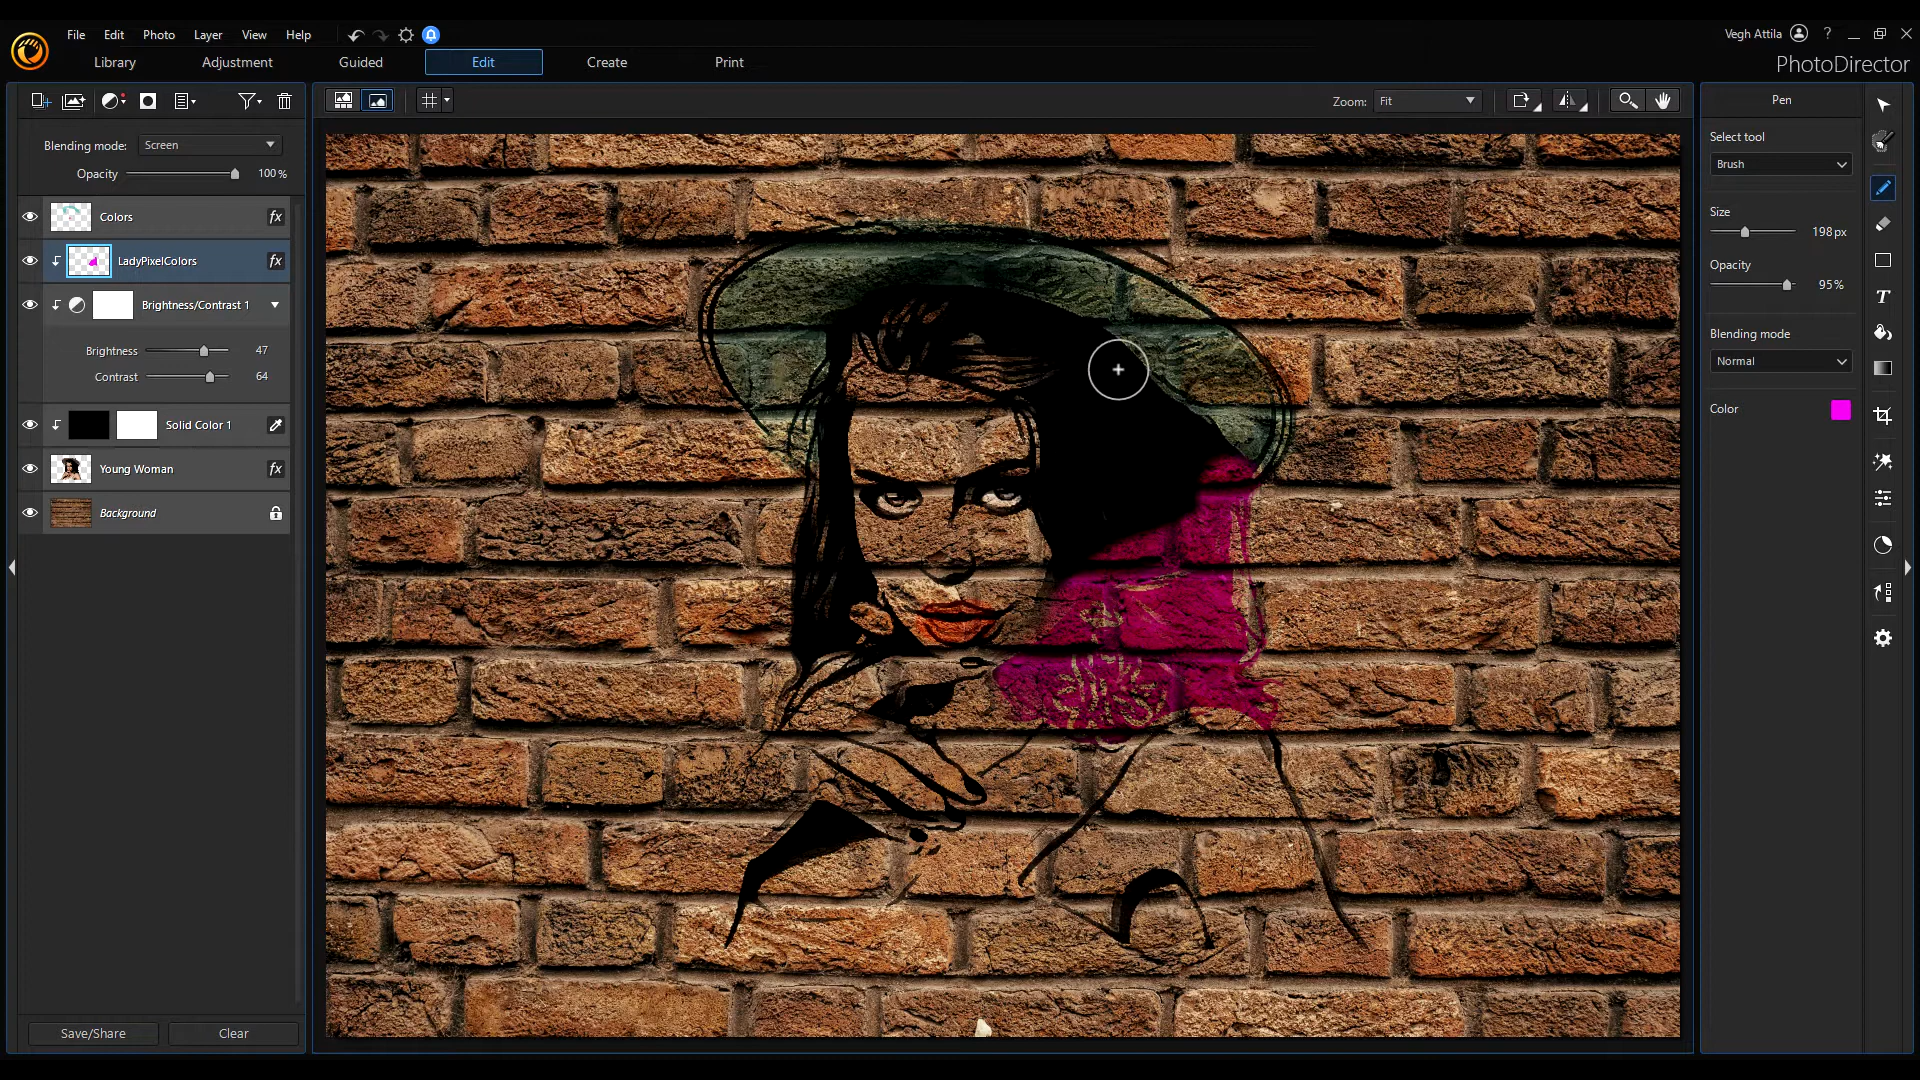 File Edit Photo Layer View Help
Vegh Attila ?
Library Adjustment Guided Edit Create Print
PhotoDirector
Zoom: Fit
Pen
Blending mode: Screen
Opacity 100 %
Colors fx
LadyPixelColors fx
Brightness/Contrast 1
Brightness 47
Contrast 64
Solid Color 1
Young Woman fx
Background
Save/Share Clear
Select tool
Brush
Size
198 px
Opacity
95 %
Blending mode
Normal
Color
T